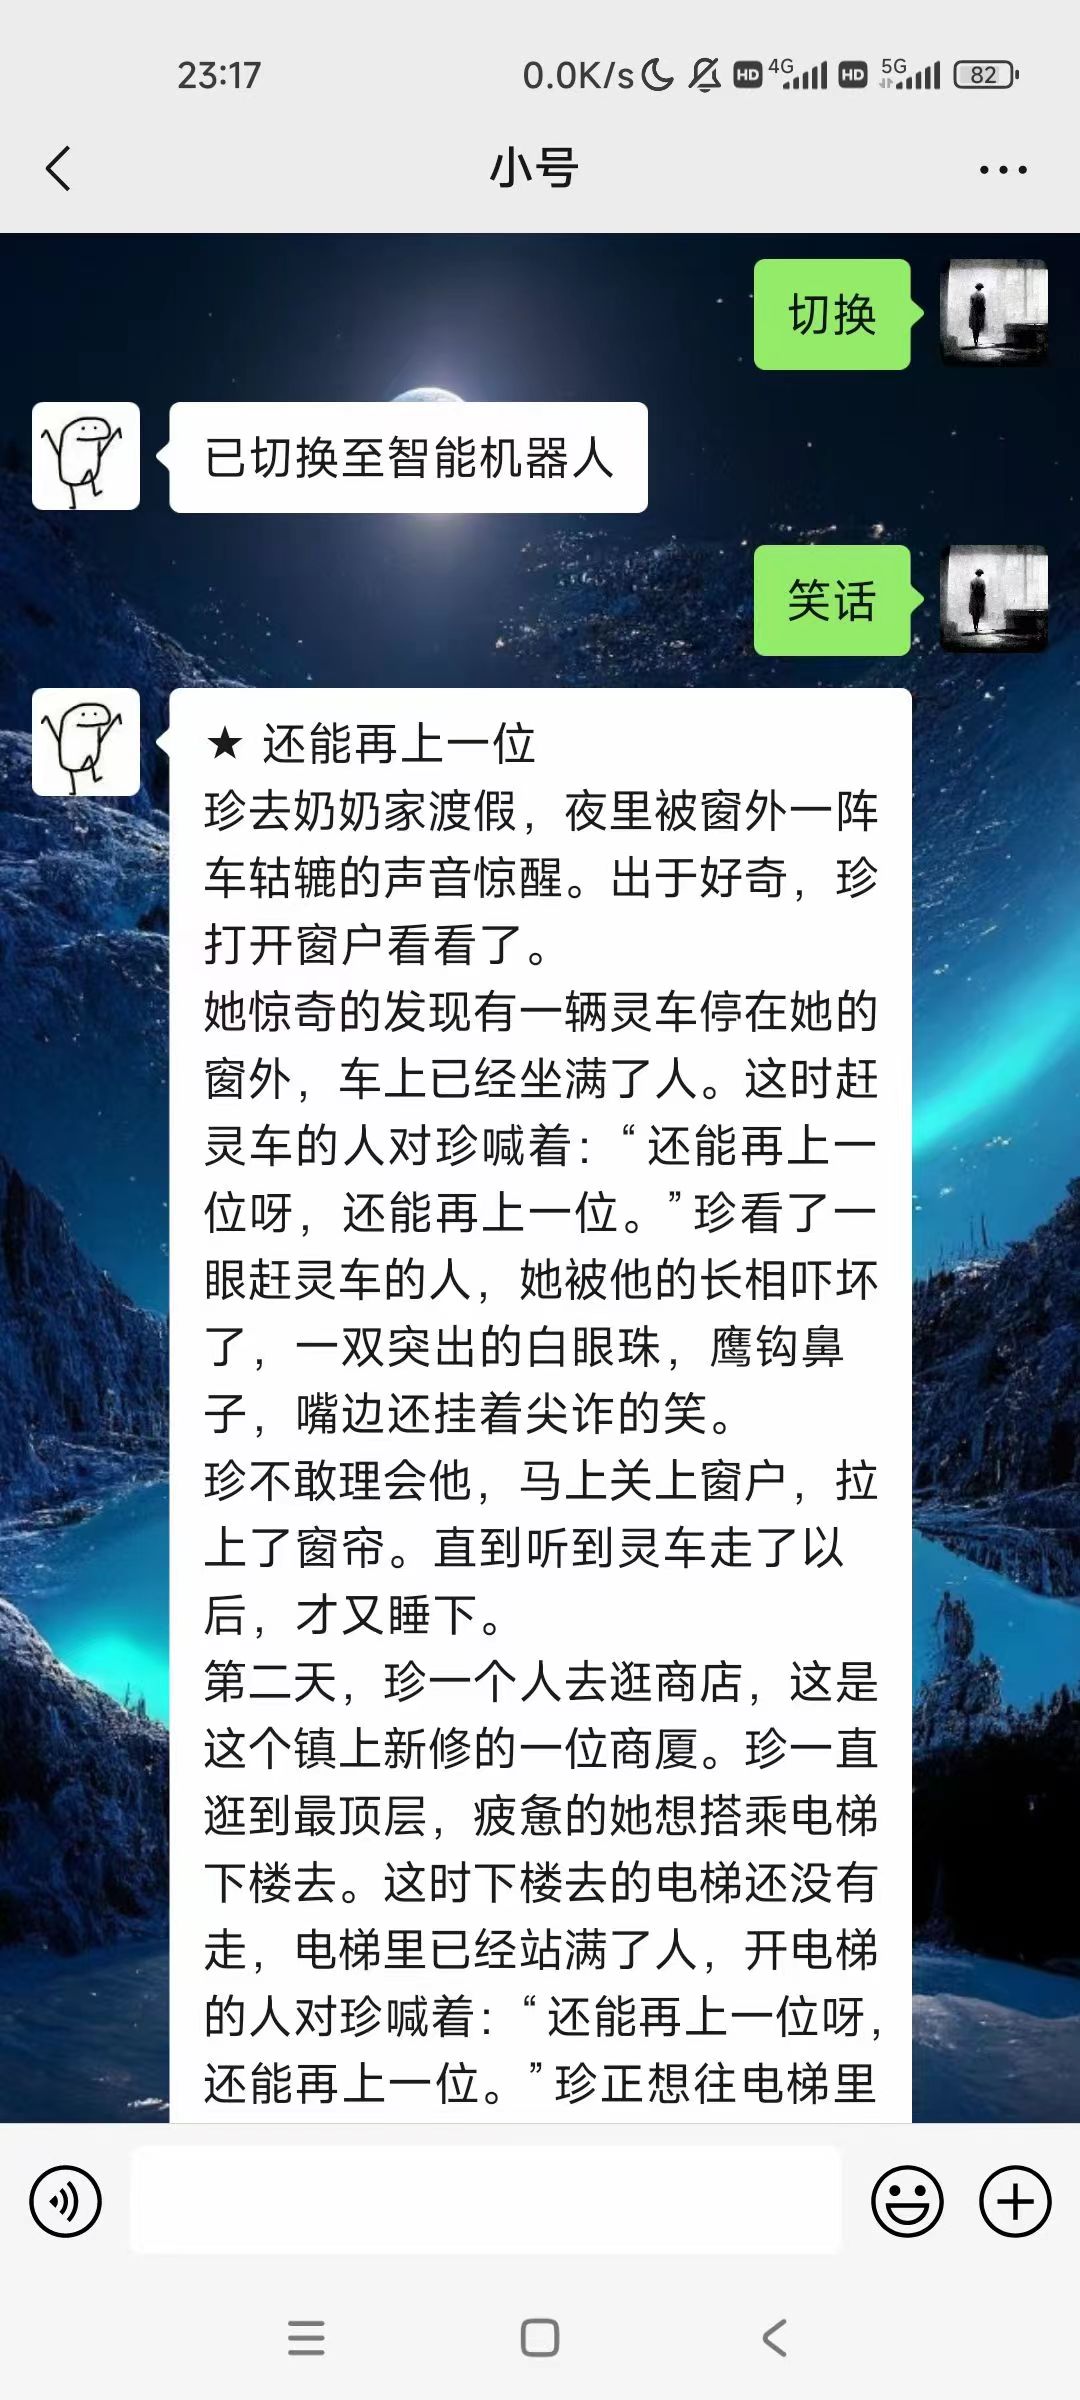 23:17
0.0K/s HD 4G HD 5G 82
小号
切换
已切换至智能机器人
笑话
★ 还能再上一位
珍去奶奶家渡假，夜里被窗外一阵
车轱辘的声音惊醒。出于好奇，珍
打开窗户看看了。
她惊奇的发现有一辆灵车停在她的
窗外，车上已经坐满了人。这时赶
灵车的人对珍喊着：“还能再上一
位呀，还能再上一位。”珍看了一
眼赶灵车的人，她被他的长相吓坏
了，一双突出的白眼珠，鹰钩鼻
子，嘴边还挂着尖诈的笑。
珍不敢理会他，马上关上窗户，拉
上了窗帘。直到听到灵车走了以
后，才又睡下。
第二天，珍一个人去逛商店，这是
这个镇上新修的一位商厦。珍一直
逛到最顶层，疲惫的她想搭乘电梯
下楼去。这时下楼去的电梯还没有
走，电梯里已经站满了人，开电梯
的人对珍喊着：“还能再上一位呀，
还能再上一位。”珍正想往电梯里